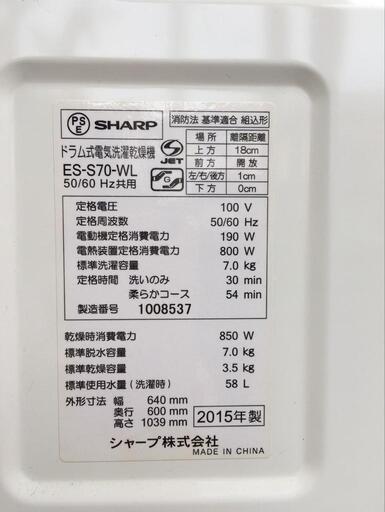 PSE SHARP
ドラム式電気洗濯乾燥機
ES-S70-WL
50/60 Hz共用
S JET
消防法 基準適合 組込形
場所 離隔距離
上方 18cm
前方 開放
左/右/後方 1cm
下方 0cm
定格電圧 100 V
定格周波数 50/60 Hz
電動機定格消費電力 190 W
電熱装置定格消費電力 800 W
標準洗濯容量 7.0 kg
定格時間 洗いのみ 30 min
柔らかコース 54 min
製造番号 1008537
乾燥時消費電力 850 W
標準脱水容量 7.0 kg
標準乾燥容量 3.5 kg
標準使用水量 (洗濯時) 58 L
外形寸法 幅 640 mm
奥行 600 mm
高さ 1039 mm
2015年製
シャープ株式会社
MADE IN CHINA